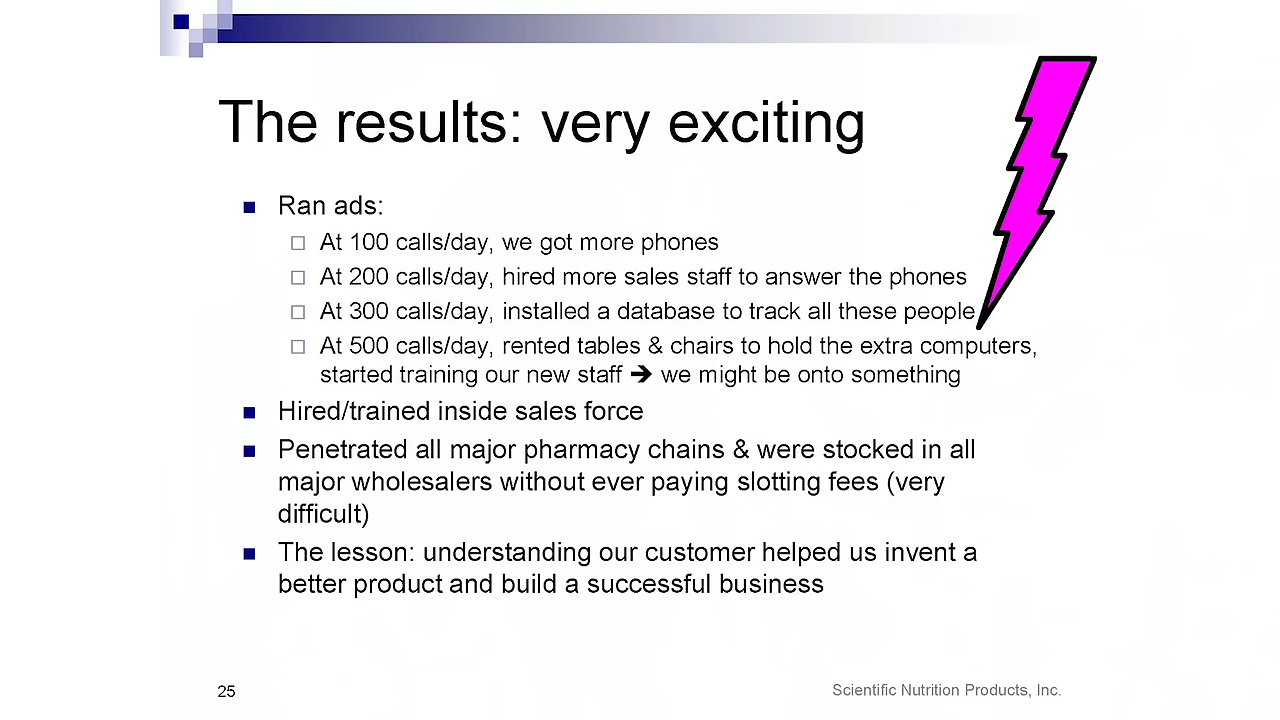 The results: very exciting
Ran ads:
At 100 calls/day, we got more phones
At 200 calls/day, hired more sales staff to answer the phones
At 300 calls/day, installed a database to track all these people
At 500 calls/day, rented tables & chairs to hold the extra computers,
started training our new staff ➔ we might be onto something
Hired/trained inside sales force
Penetrated all major pharmacy chains & were stocked in all
major wholesalers without ever paying slotting fees (very
difficult)
The lesson: understanding our customer helped us invent a
better product and build a successful business
25
Scientific Nutrition Products, Inc.